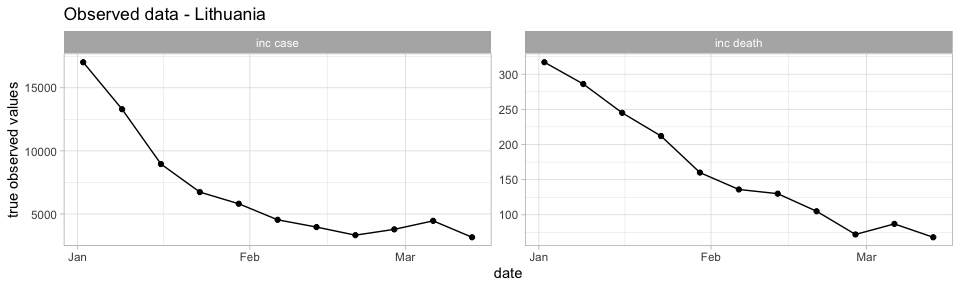 Observed data - Lithuania
inc case
inc death
true observed values
15000
10000
5000
300
250
200
150
100
Jan
Feb
Mar
Jan
Feb
Mar
date